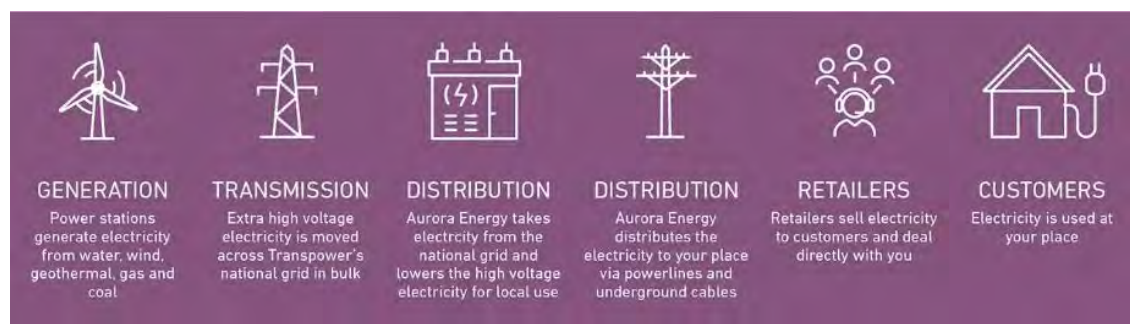 GENERATION
Power stations
generate electricity
from water, wind,
geothermal, gas and
coal
TRANSMISSION
Extra high voltage
electricity is moved
across Transpower's
national grid in bulk
DISTRIBUTION
Aurora Energy takes
electrcity from the
national grid and
lowers the high voltage
electricity for local use
DISTRIBUTION
Aurora Energy
distributes the
electricity to your place
via powerlines and
underground cables
RETAILERS
Retailers sell electricity
to customers and deal
directly with you
CUSTOMERS
Electricity is used at
your place